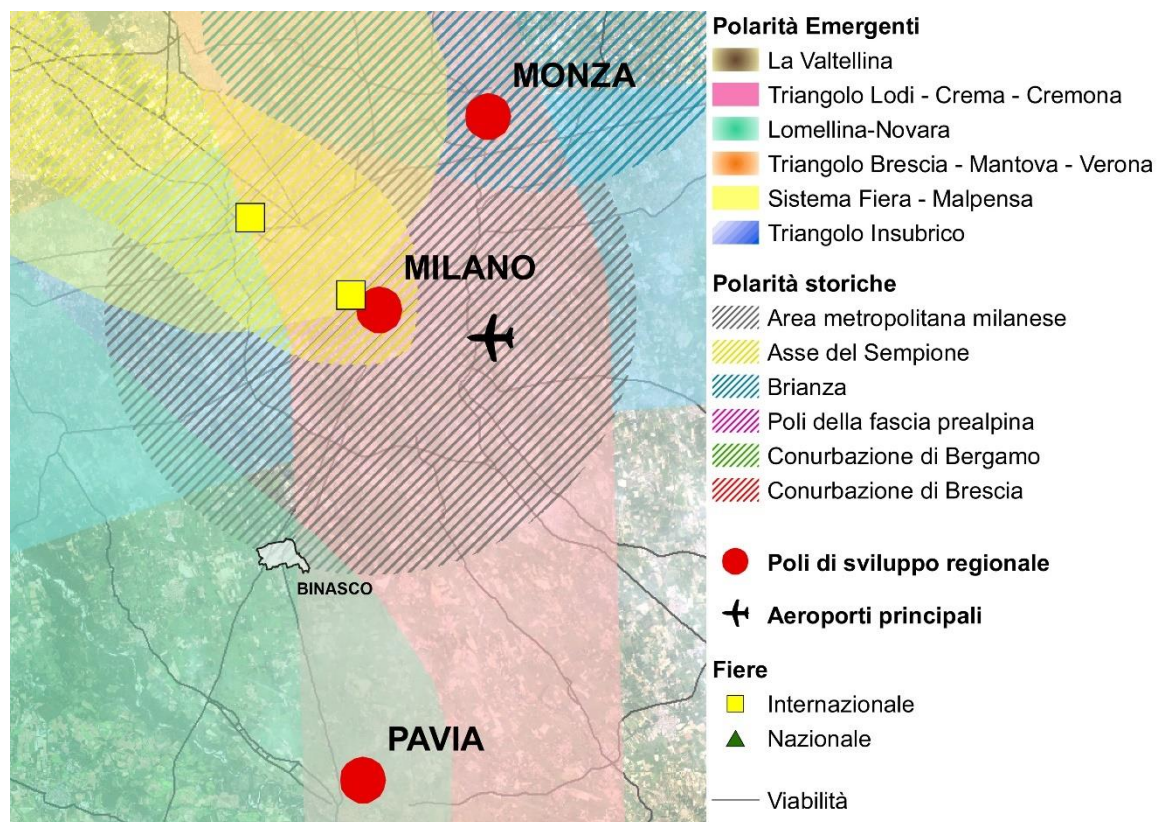 MONZA
MILANO
BINASCO
PAVIA
Polarità Emergenti
La Valtellina
Triangolo Lodi - Crema - Cremona
Lomellina-Novara
Triangolo Brescia - Mantova - Verona
Sistema Fiera - Malpensa
Triangolo Insubrico
Polarità storiche
Area metropolitana milanese
Asse del Sempione
Brianza
Poli della fascia prealpina
Conurbazione di Bergamo
Conurbazione di Brescia
Poli di sviluppo regionale
Aeroporti principali
Fiere
Internazionale
Nazionale
Viabilità